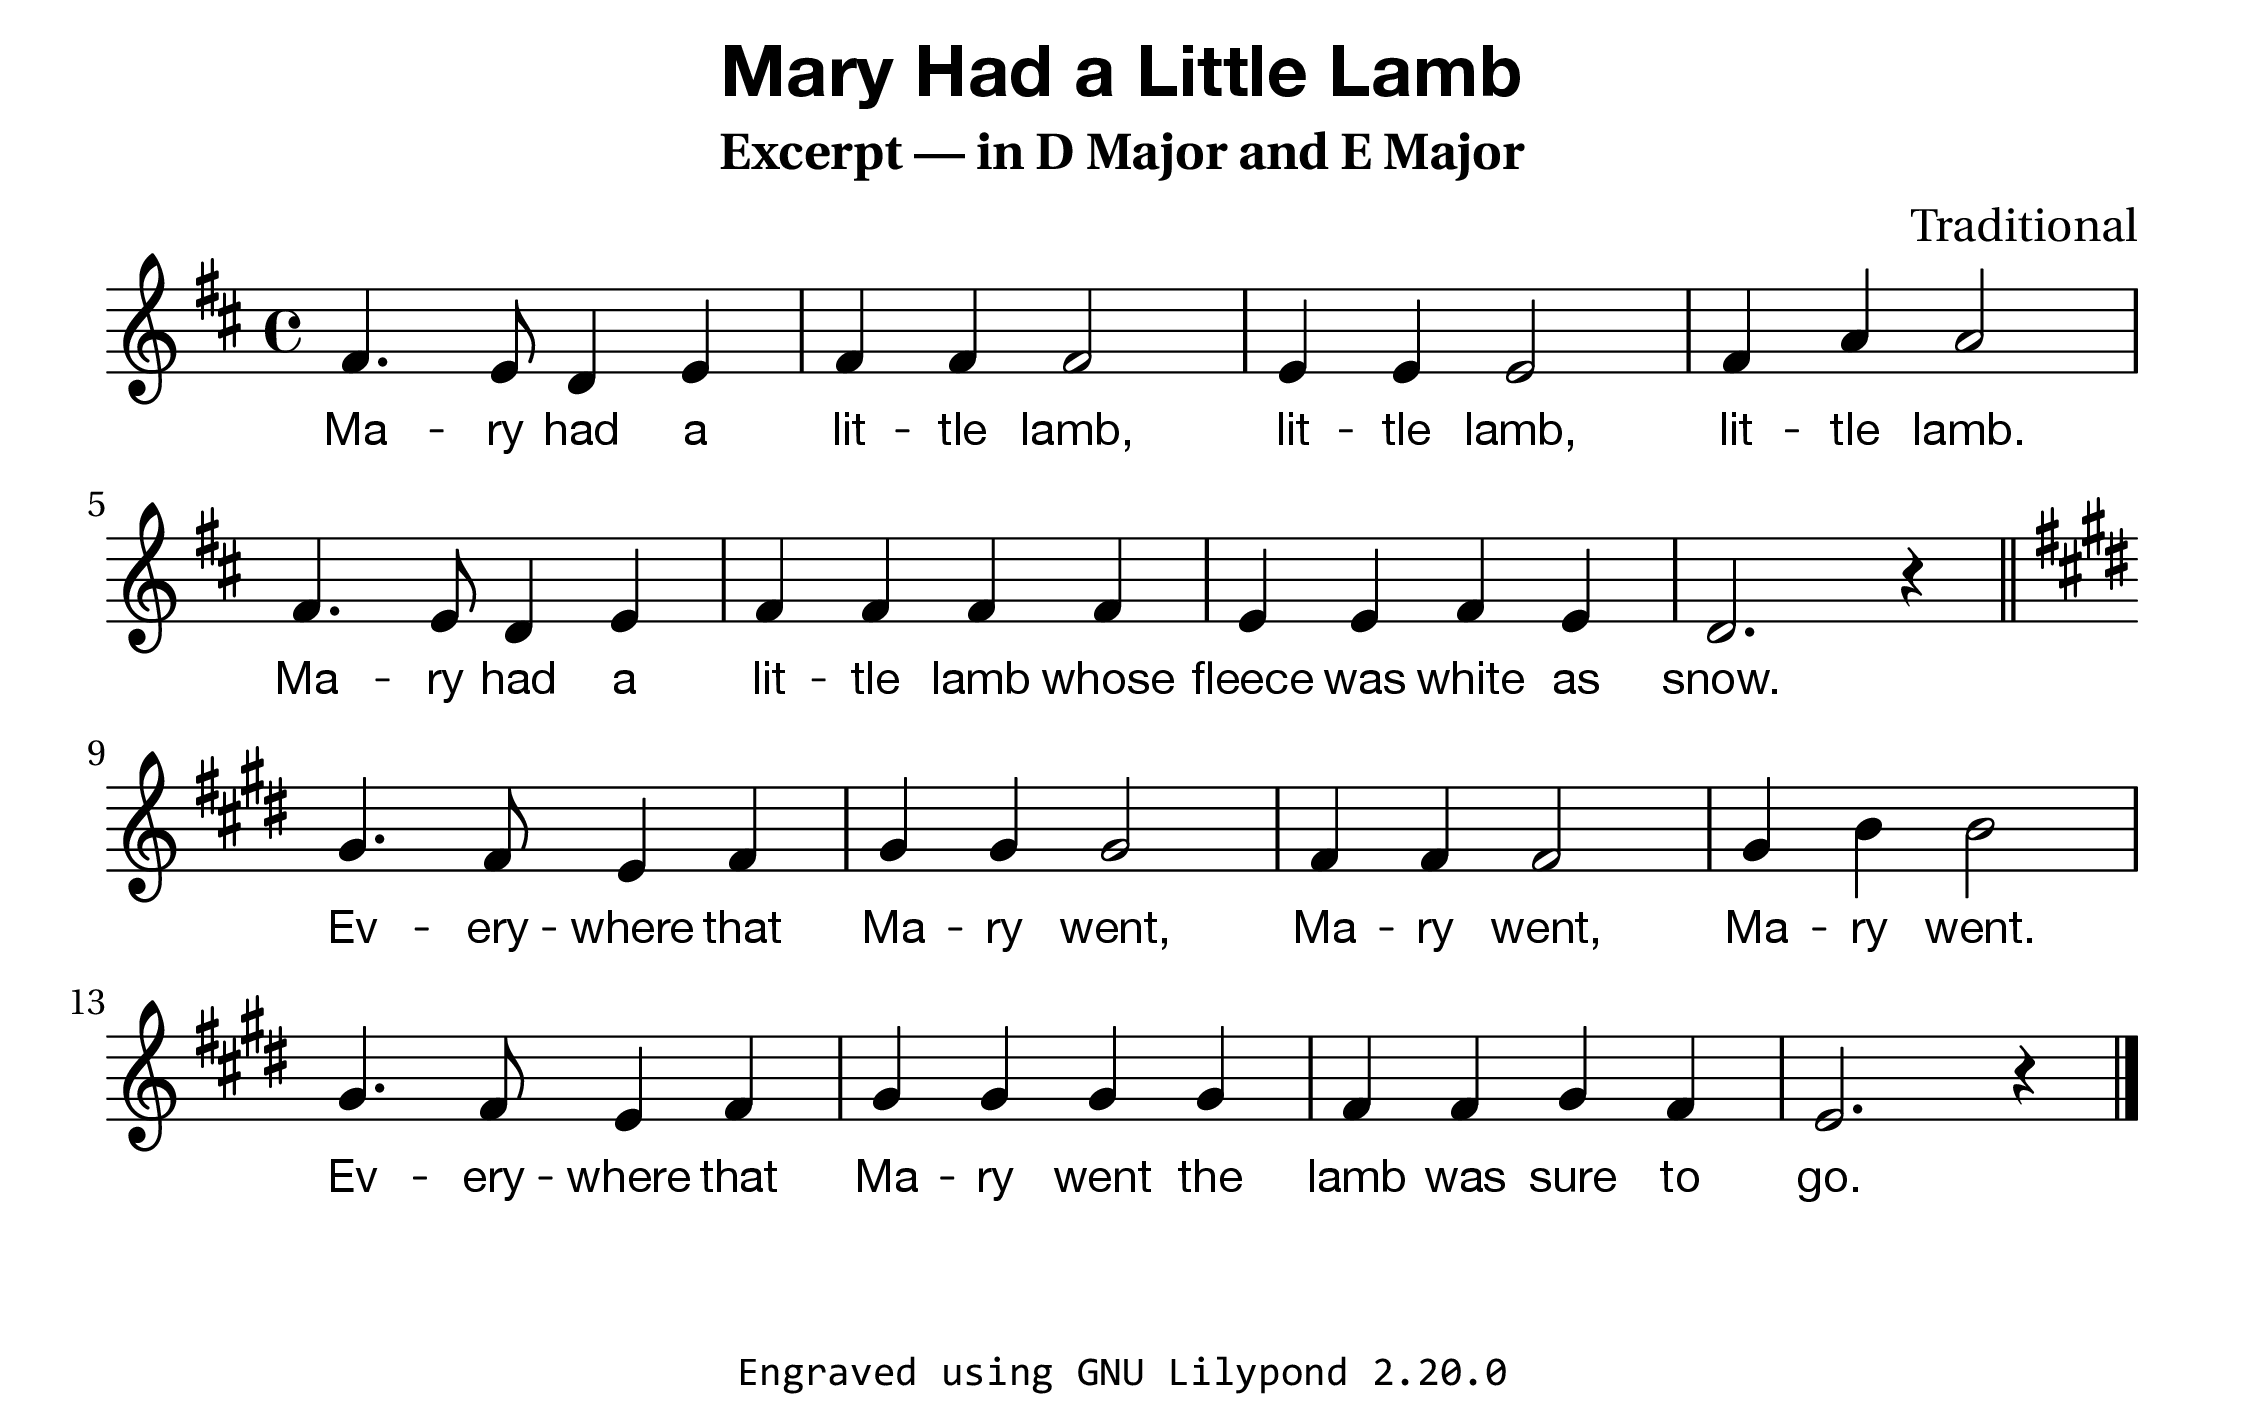 Mary Had a Little Lamb
Excerpt — in D Major and E Major
Traditional
Ma - ry had a lit - tle lamb, lit - tle lamb, lit - tle lamb.
5
Ma - ry had a lit - tle lamb whose fleece was white as snow.
9
Ev - ery - where that Ma - ry went, Ma - ry went, Ma - ry went.
13
Ev - ery - where that Ma - ry went the lamb was sure to go.
Engraved using GNU Lilypond 2.20.0